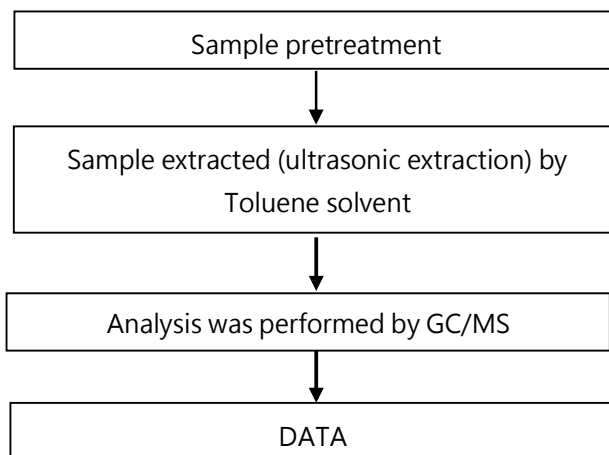 Sample pretreatment
Sample extracted (ultrasonic extraction) by
Toluene solvent
Analysis was performed by GC/MS
DATA